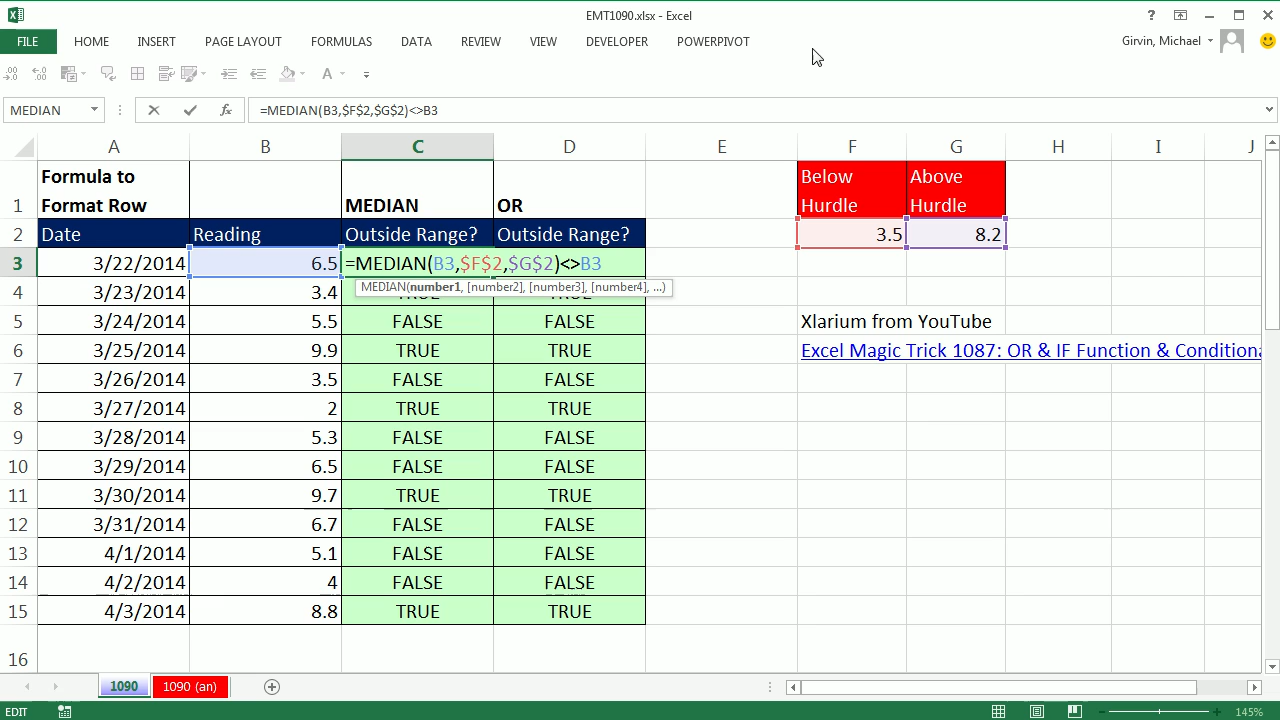 EMT1090.xlsx - Excel
FILE HOME INSERT PAGE LAYOUT FORMULAS DATA REVIEW VIEW DEVELOPER POWERPIVOT Girvin, Michael
MEDIAN =MEDIAN(B3,$F$2,$G$2)<>B3
A B C D E F G H I J
1 Formula to Format Row MEDIAN OR Below Hurdle Above Hurdle
2 Date Reading Outside Range? Outside Range? 3.5 8.2
3 3/22/2014 6.5 =MEDIAN(B3,$F$2,$G$2)<>B3
MEDIAN(number1, [number2], [number3], [number4], ...)
4 3/23/2014 3.4
5 3/24/2014 5.5 FALSE FALSE Xlarium from YouTube
6 3/25/2014 9.9 TRUE TRUE Excel Magic Trick 1087: OR & IF Function &
7 3/26/2014 3.5 FALSE FALSE
8 3/27/2014 2 TRUE TRUE
9 3/28/2014 5.3 FALSE FALSE
10 3/29/2014 6.5 FALSE FALSE
11 3/30/2014 9.7 TRUE TRUE
12 3/31/2014 6.7 FALSE FALSE
13 4/1/2014 5.1 FALSE FALSE
14 4/2/2014 4 FALSE FALSE
15 4/3/2014 8.8 TRUE TRUE
16
1090 1090 (an)
EDIT 145%